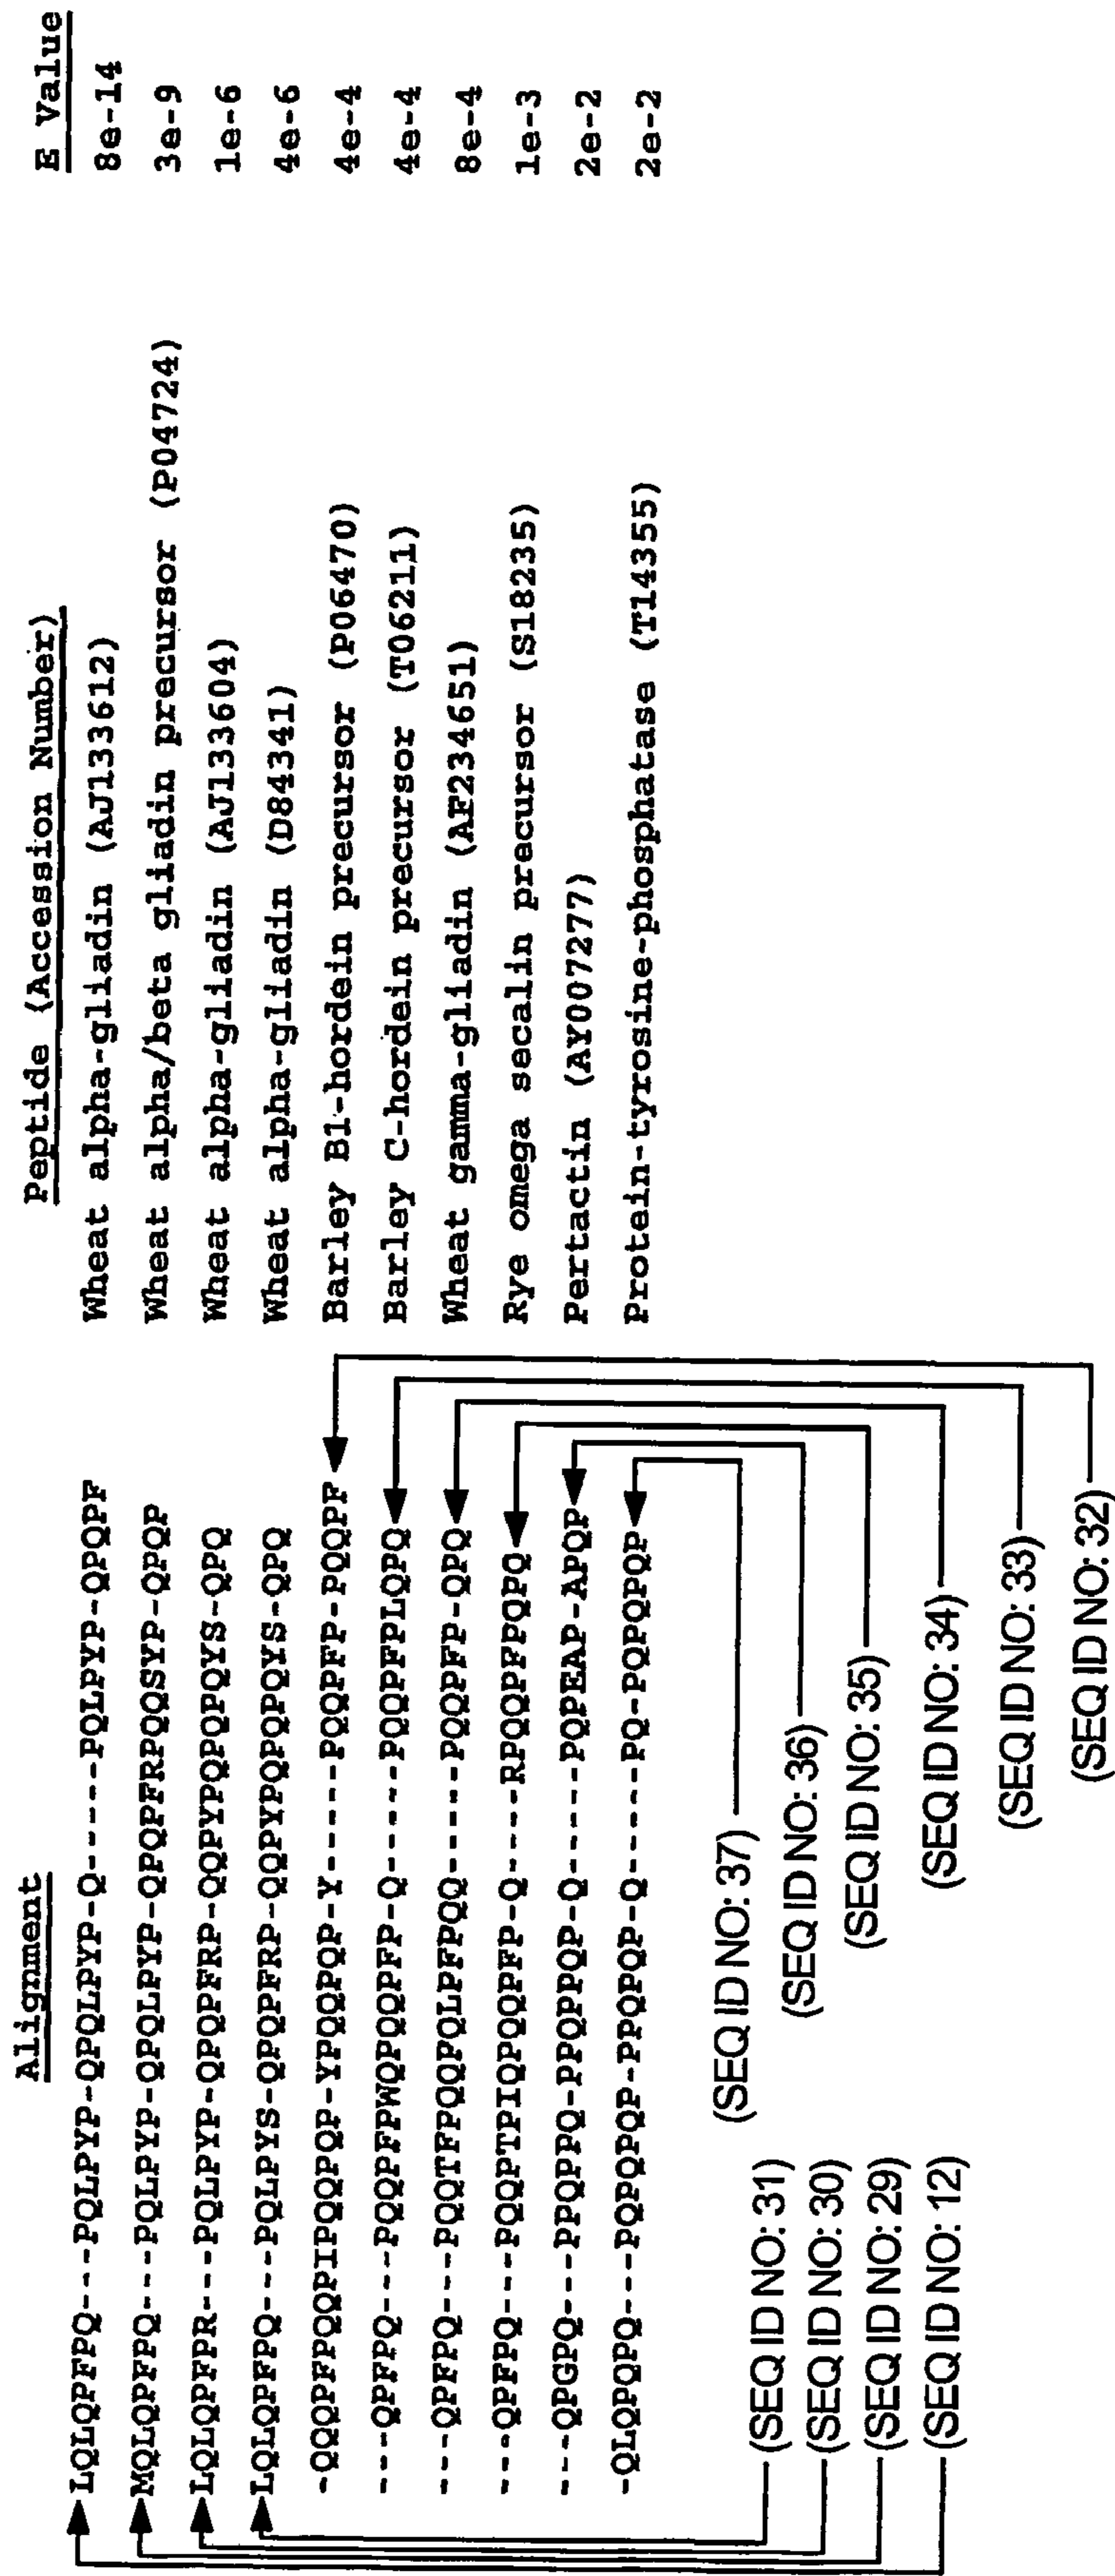 Alignment Peptide (Accession Number) E Value
LQLQPFPQ---PQLPYP-QPQLPYP-Q-----PQLPYP-QPQPF Wheat alpha-gliadin (AJ133612) 8e-14
MQLQPFPQ---PQLPYP-QPQLPYP-QPQPFRPQQSYP-QPQP Wheat alpha/beta gliadin precursor (P04724) 3e-9
LQLQPFPR---PQLPYP-QPQPFRP-QQPYPQPQPQYS-QPQ Wheat alpha-gliadin (AJ133604) 1e-6
LQLQPFPQ---PQLPYS-QPQPFRP-QQPYPQPQPQYS-QPQ Wheat alpha-gliadin (D84341) 4e-6
-QQQPFPQQPIPQQPQP-YPQQPQP-Y-----PQQPFP-PQQPF Barley B1-hordein precursor (P06470) 4e-4
---QPFPQ---PQQPFPWQPQQPFP-Q-----PQQPFPLQPQ Barley C-hordein precursor (T06211) 4e-4
---QPFPQ---PQQTFPQQPQLPFPQQ-----PQQPFP-QPQ Wheat gamma-gliadin (AF234651) 8e-4
---QPFPQ---PQQPTPIQPQQPFP-Q-----RPQQPFPQPQ Rye omega secalin precursor (S18235) 1e-3
---QPGPQ---PPQPPQ-PPQPPQP-Q-----PQPEAP-APQP Pertactin (AY007277) 2e-2
-QLQPQPQ---PQPQPQP-PPQPQP-Q-----PQ-PQPQPQP Protein-tyrosine-phosphatase (T14355) 2e-2
(SEQ ID NO: 31)
(SEQ ID NO: 30)
(SEQ ID NO: 29)
(SEQ ID NO: 12)
(SEQ ID NO: 37)
(SEQ ID NO: 36)
(SEQ ID NO: 35)
(SEQ ID NO: 34)
(SEQ ID NO: 33)
(SEQ ID NO: 32)